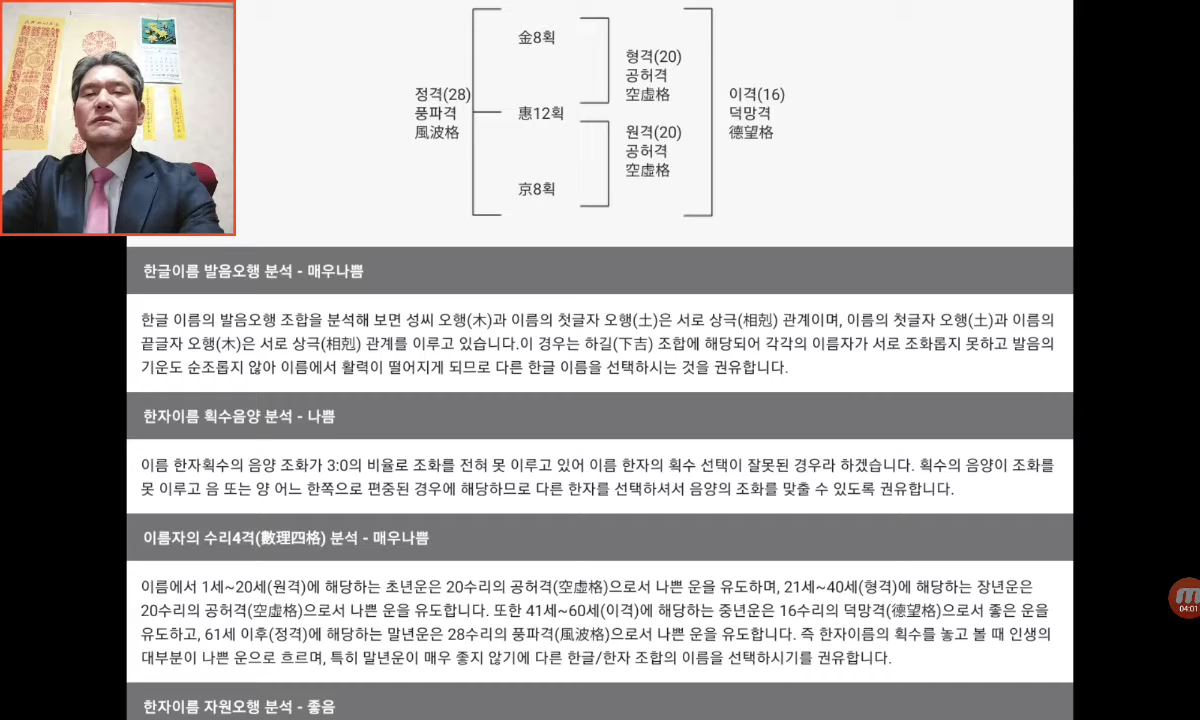 金8획
형격(20)
공허격
空虛格
정격(28)
풍파격
風波格
惠12획
이격(16)
덕망격
德望格
원격(20)
공허격
空虛格
京8획
한글이름 발음오행 분석 - 매우나쁨
한글 이름의 발음오행 조합을 분석해 보면 성씨 오행(木)과 이름의 첫글자 오행(土)은 서로 상극(相剋) 관계이며, 이름의 첫글자 오행(土)과 이름의
끝글자 오행(木)은 서로 상극(相剋) 관계를 이루고 있습니다.이 경우는 하길(下吉) 조합에 해당되어 각각의 이름자가 서로 조화롭지 못하고 발음의
기운도 순조롭지 않아 이름에서 활력이 떨어지게 되므로 다른 한글 이름을 선택하시는 것을 권유합니다.
한자이름 획수음양 분석 - 나쁨
이름 한자획수의 음양 조화가 3:0의 비율로 조화를 전혀 못 이루고 있어 이름 한자의 획수 선택이 잘못된 경우라 하겠습니다. 획수의 음양이 조화를
못 이루고 음 또는 양 어느 한쪽으로 편중된 경우에 해당하므로 다른 한자를 선택하셔서 음양의 조화를 맞출 수 있도록 권유합니다.
이름자의 수리4격(數理四格) 분석 - 매우나쁨
이름에서 1세~20세(원격)에 해당하는 초년운은 20수리의 공허격(空虛格)으로서 나쁜 운을 유도하며, 21세~40세(형격)에 해당하는 장년운은
20수리의 공허격(空虛格)으로서 나쁜 운을 유도합니다. 또한 41세~60세(이격)에 해당하는 중년운은 16수리의 덕망격(德望格)으로서 좋은 운을
유도하고, 61세 이후(정격)에 해당하는 말년운은 28수리의 풍파격(風波格)으로서 나쁜 운을 유도합니다. 즉 한자이름의 획수를 놓고 볼 때 인생의
대부분이 나쁜 운으로 흐르며, 특히 말년운이 매우 좋지 않기에 다른 한글/한자 조합의 이름을 선택하시기를 권유합니다.
한자이름 자원오행 분석 - 좋음
04:01